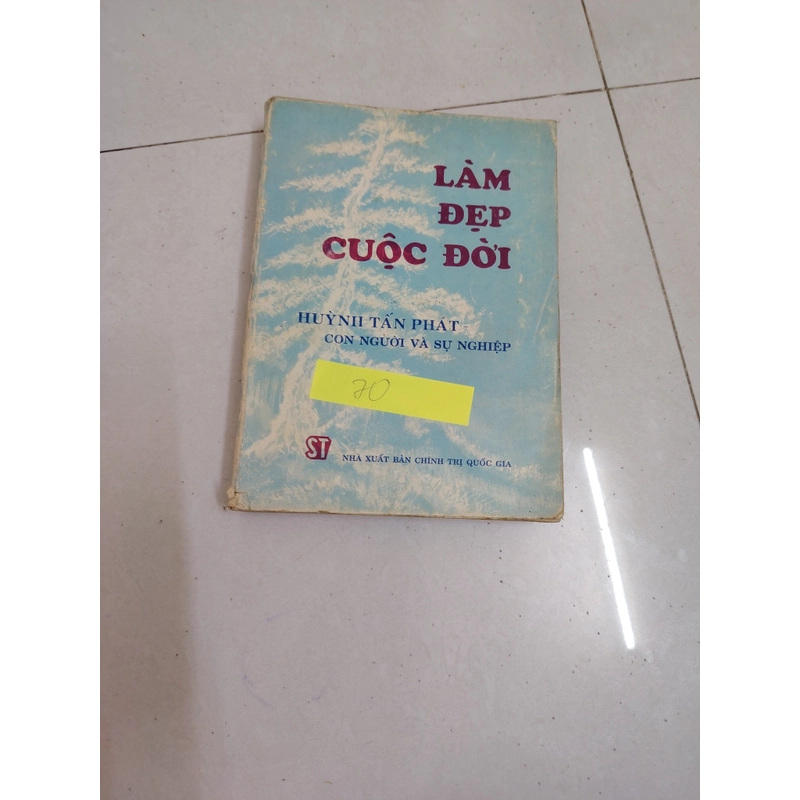 LÀM
ĐẸP
CUỘC ĐỜI
HUỲNH TẤN PHÁT -
CON NGƯỜI VÀ SỰ NGHIỆP
70
ST
NHÀ XUẤT BẢN CHÍNH TRỊ QUỐC GIA